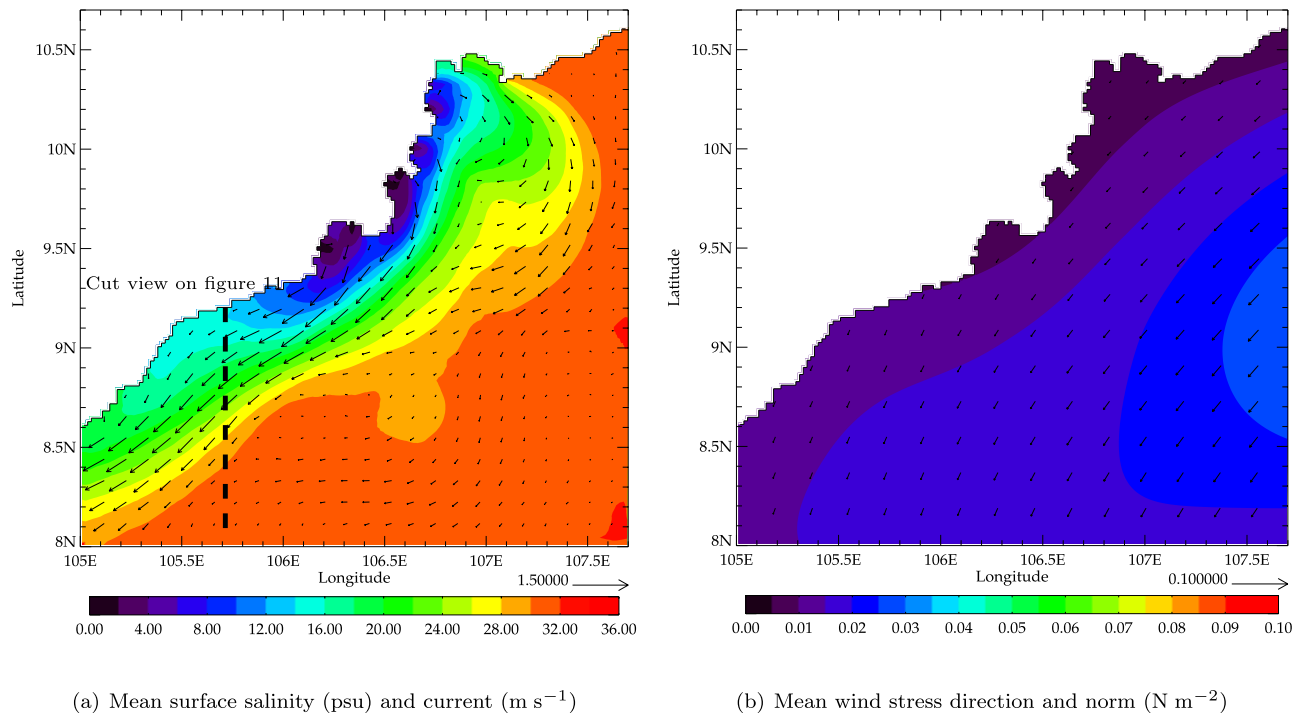 10.5N
10N
9.5N
9N
8.5N
8N
Latitude
Cut view on figure 11
105E 105.5E 106E 106.5E 107E 107.5E
Longitude
1.50000
0.00 4.00 8.00 12.00 16.00 20.00 24.00 28.00 32.00 36.00
(a) Mean surface salinity (psu) and current (m s⁻¹)
10.5N
10N
9.5N
9N
8.5N
8N
Latitude
105E 105.5E 106E 106.5E 107E 107.5E
Longitude
0.100000
0.00 0.01 0.02 0.03 0.04 0.05 0.06 0.08 0.09 0.10
(b) Mean wind stress direction and norm (N m⁻²)